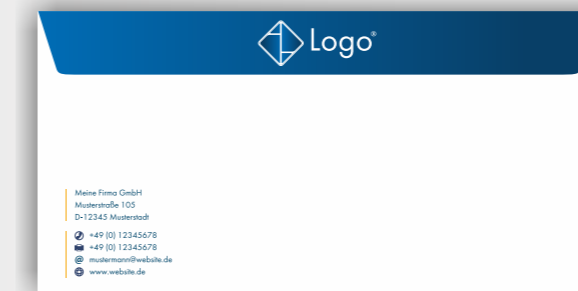 Logo®
Meine Firma GmbH
Musterstraße 105
D-12345 Musterstadt
+49 (0) 12345678
+49 (0) 12345678
mustermann@website.de
www.website.de